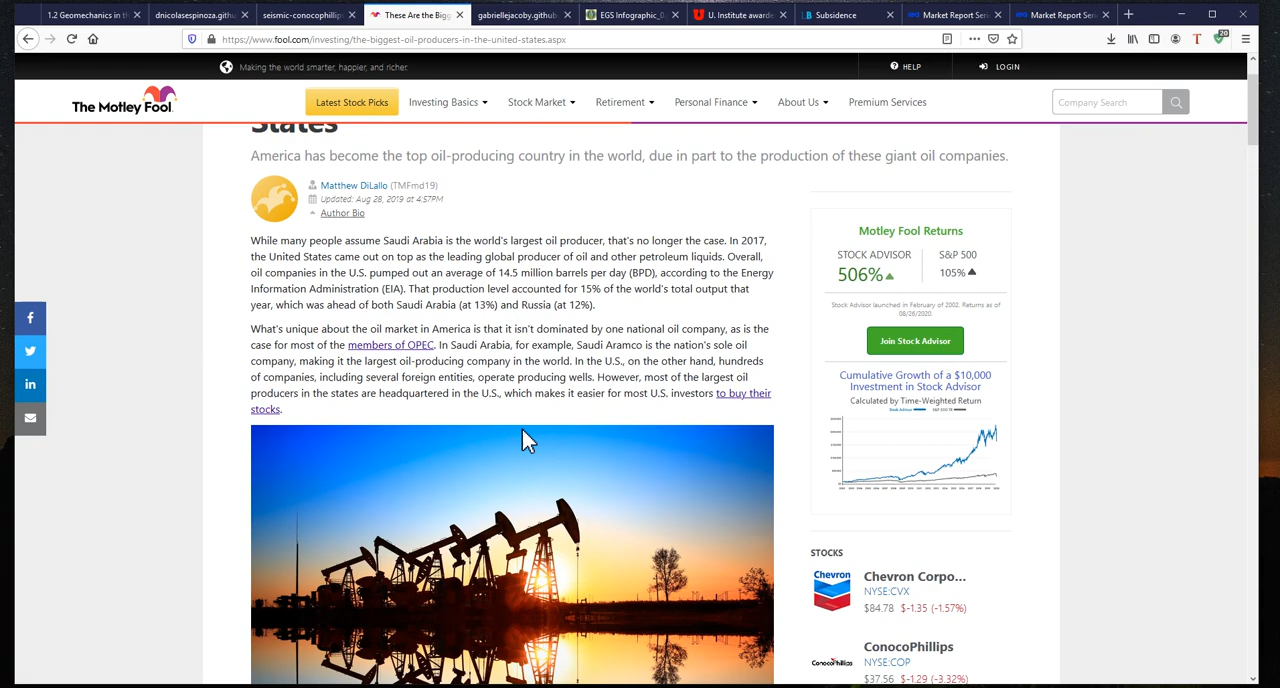 1.2 Geomechanics in th
dnicolasespinoza.github.
seismic-conocophillips
These Are the Bigg
gabriellejacoby.github
EGS Infographic_0
U. Institute awarde
Subsidence
Market Report Seri
Market Report Seri
https://www.fool.com/investing/the-biggest-oil-producers-in-the-united-states.aspx
20
Making the world smarter, happier, and richer.
HELP
LOGIN
The Motley Fool.
Latest Stock Picks
Investing Basics
Stock Market
Retirement
Personal Finance
About Us
Premium Services
Company Search
States
America has become the top oil-producing country in the world, due in part to the production of these giant oil companies.
Matthew DiLallo (TMFmd19)
Updated: Aug 28, 2019 at 4:57PM
Author Bio
While many people assume Saudi Arabia is the world's largest oil producer, that's no longer the case. In 2017,
the United States came out on top as the leading global producer of oil and other petroleum liquids. Overall,
oil companies in the U.S. pumped out an average of 14.5 million barrels per day (BPD), according to the Energy
Information Administration (EIA). That production level accounted for 15% of the world's total output that
year, which was ahead of both Saudi Arabia (at 13%) and Russia (at 12%).
What's unique about the oil market in America is that it isn't dominated by one national oil company, as is the
case for most of the members of OPEC. In Saudi Arabia, for example, Saudi Aramco is the nation's sole oil
company, making it the largest oil-producing company in the world. In the U.S., on the other hand, hundreds
of companies, including several foreign entities, operate producing wells. However, most of the largest oil
producers in the states are headquartered in the U.S., which makes it easier for most U.S. investors to buy their
stocks.
Motley Fool Returns
STOCK ADVISOR
S&P 500
506%
105%
Stock Advisor launched in February of 2002. Returns as of
08/26/2020.
Join Stock Advisor
Cumulative Growth of a $10,000
Investment in Stock Advisor
Calculated by Time-Weighted Return
Stock Advisor
STOCKS
Chevron
Chevron Corpo...
NYSE:CVX
$84.78 $-1.35 (-1.57%)
ConocoPhillips
ConocoPhillips
NYSE:COP
$37.56 $-1.29 (-3.32%)